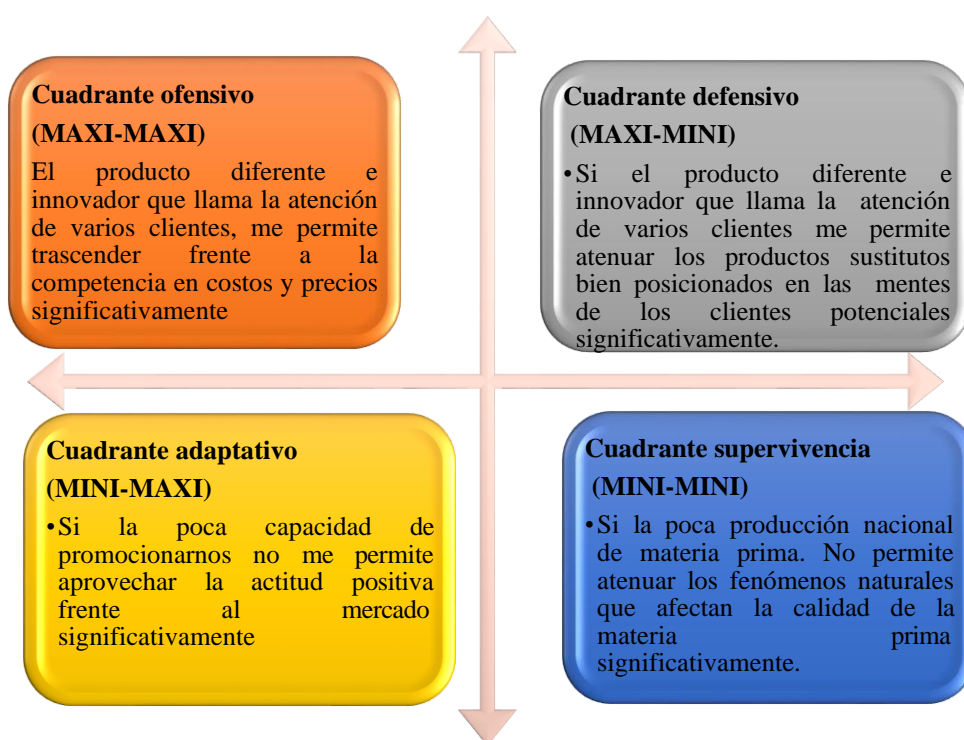 Cuadrante ofensivo
(MAXI-MAXI)
El producto diferente e
innovador que llama la atención
de varios clientes, me permite
trascender frente a la
competencia en costos y precios
significativamente
Cuadrante defensivo
(MAXI-MINI)
•Si el producto diferente e
innovador que llama la atención
de varios clientes me permite
atenuar los productos sustitutos
bien posicionados en las mentes
de los clientes potenciales
significativamente.
Cuadrante adaptativo
(MINI-MAXI)
•Si la poca capacidad de
promocionarnos no me permite
aprovechar la actitud positiva
frente al mercado
significativamente
Cuadrante supervivencia
(MINI-MINI)
•Si la poca producción nacional
de materia prima. No permite
atenuar los fenómenos naturales
que afectan la calidad de la
materia prima
significativamente.